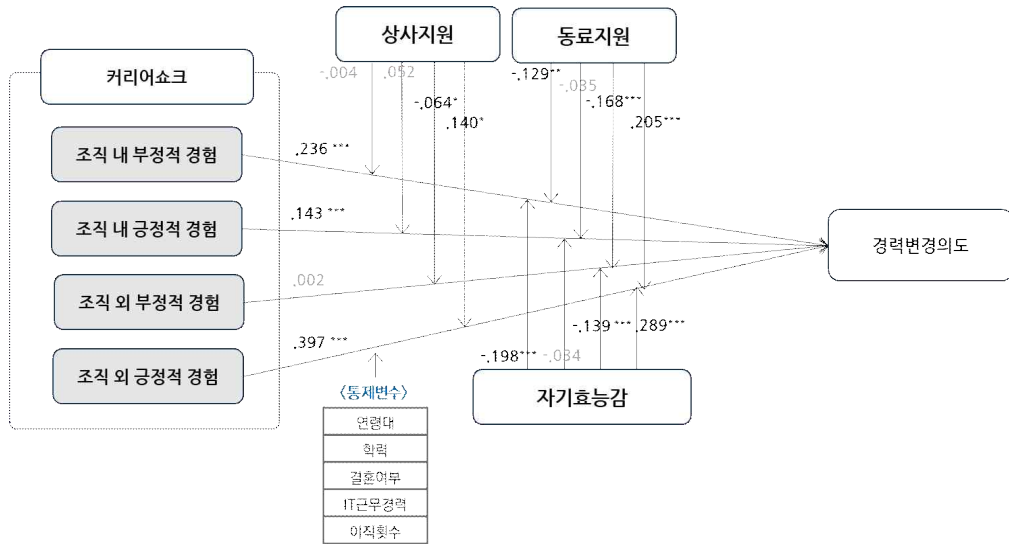 상사지원
동료지원
커리어쇼크
-.004
.052
-.064*
.140*
-.129**
-.035
-.168***
.205***
조직 내 부정적 경험
.236 ***
조직 내 긍정적 경험
.143 ***
경력변경의도
조직 외 부정적 경험
.002
조직 외 긍정적 경험
.397 ***
-.198***
-.034
-.139 ***
.289***
자기효능감
<통제변수>
연령대
학력
결혼여부
IT근무경력
이직횟수